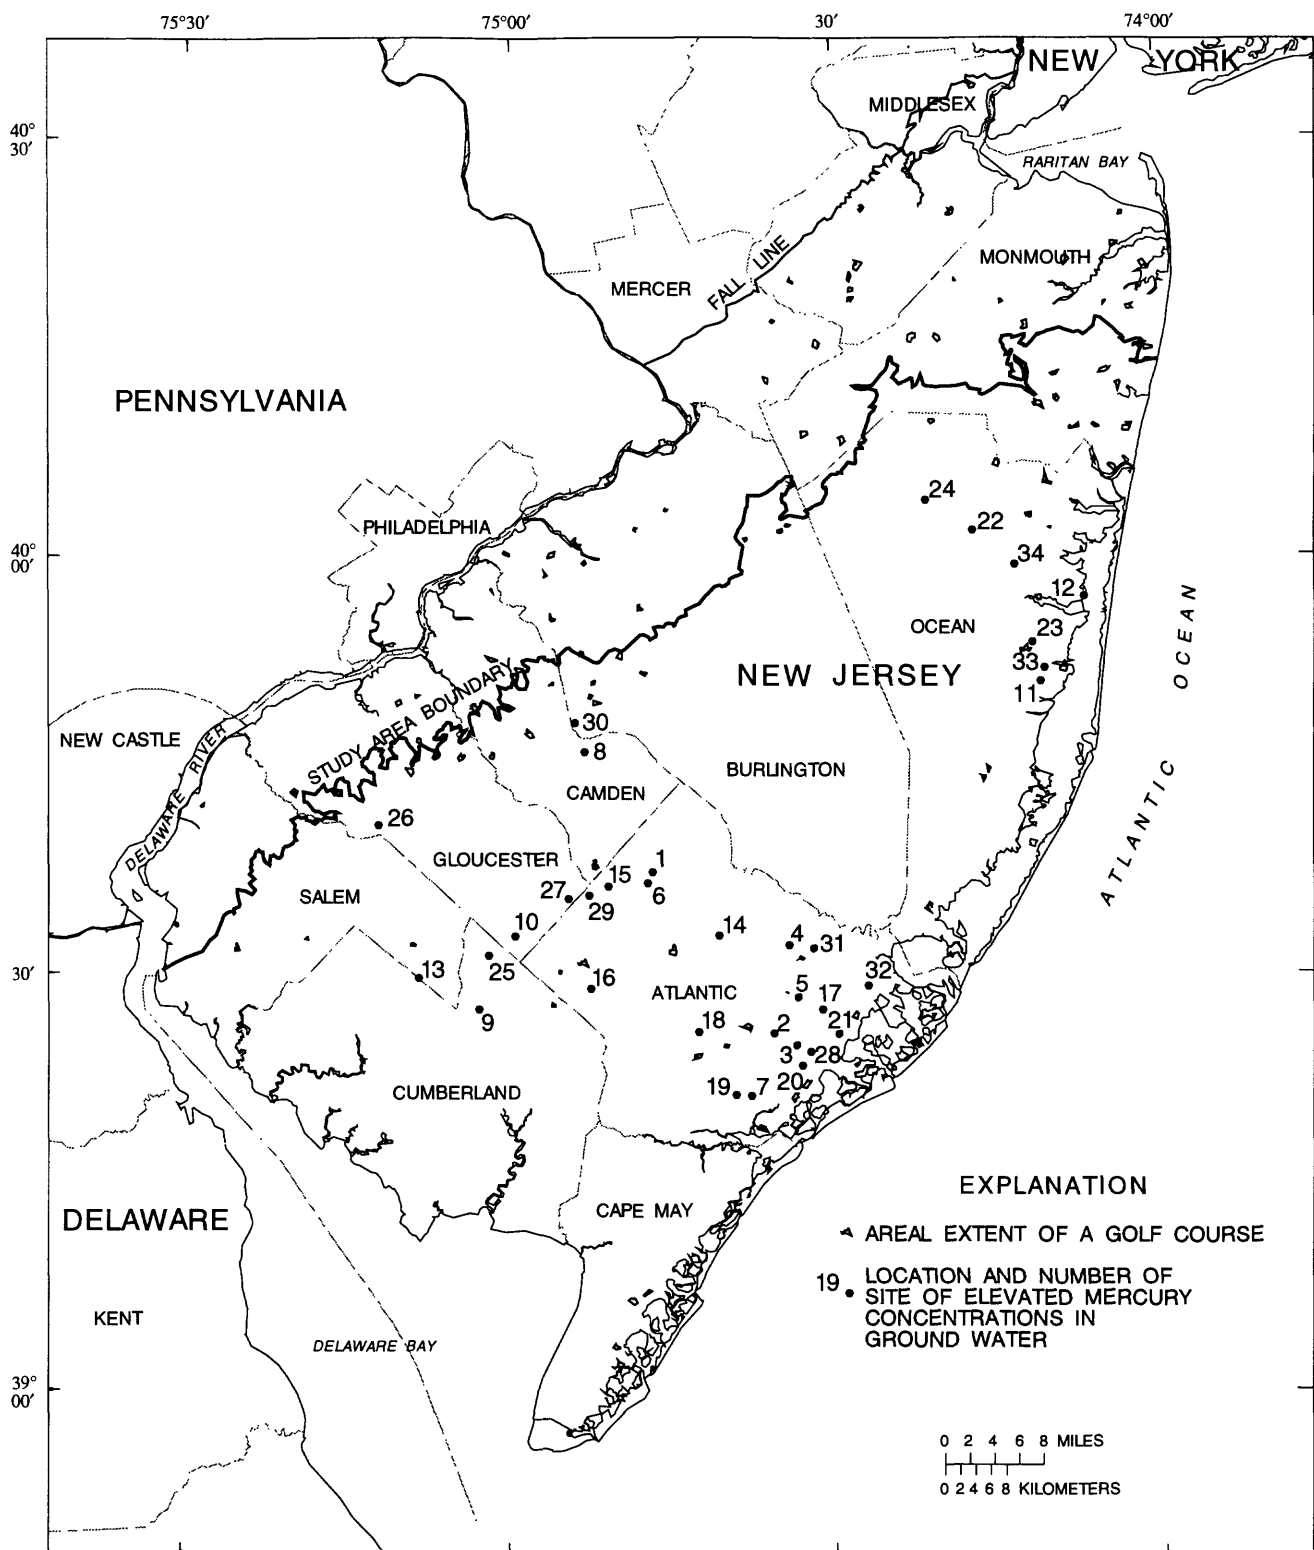 75°30′
75°00′
30′
74°00′
NEW YORK
MIDDLESEX
40°
30′
RARITAN BAY
MONMOUTH
FALL LINE
MERCER
PENNSYLVANIA
24
PHILADELPHIA
22
40°
00′
34
12
OCEAN
23
NEW JERSEY
33
11
ATLANTIC OCEAN
STUDY AREA BOUNDARY
30
NEW CASTLE
8
BURLINGTON
DELAWARE RIVER
CAMDEN
26
GLOUCESTER
1
15
SALEM
27
6
29
10
14
4
31
30′
13
25
16
32
ATLANTIC
5
17
9
18
2
21
3
28
20
19
7
CUMBERLAND
EXPLANATION
CAPE MAY
DELAWARE
AREAL EXTENT OF A GOLF COURSE
19
LOCATION AND NUMBER OF
SITE OF ELEVATED MERCURY
CONCENTRATIONS IN
GROUND WATER
KENT
DELAWARE BAY
39°
00′
0 2 4 6 8 MILES
0 2 4 6 8 KILOMETERS